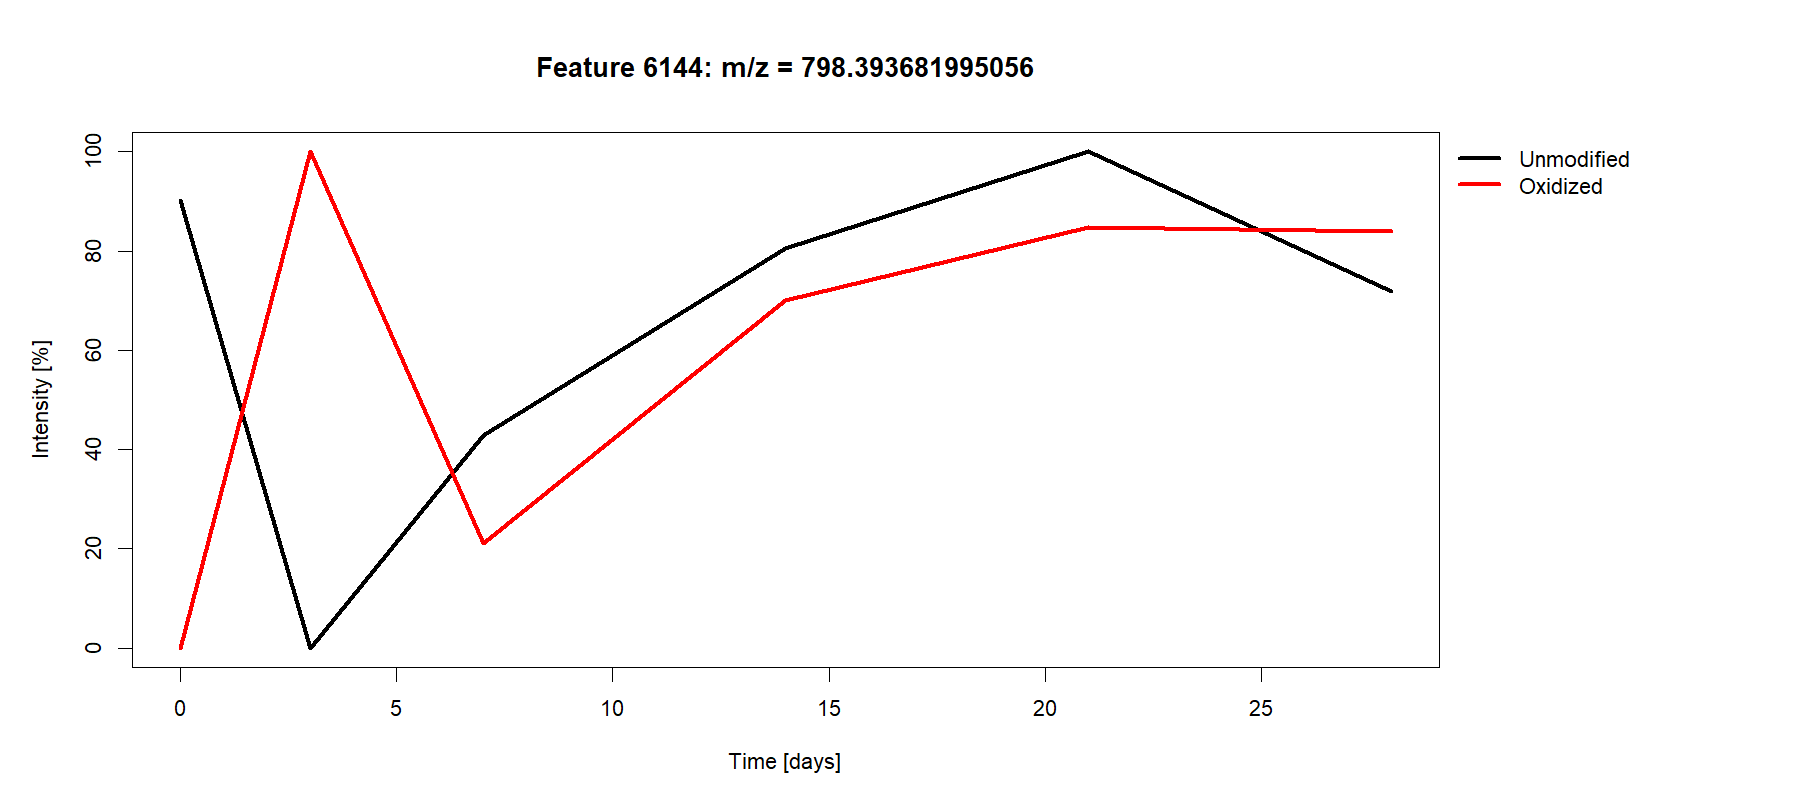 Feature 6144: m/z = 798.393681995056
Unmodified
Oxidized
Intensity [%]
100
80
60
40
20
0
0 5 10 15 20 25
Time [days]